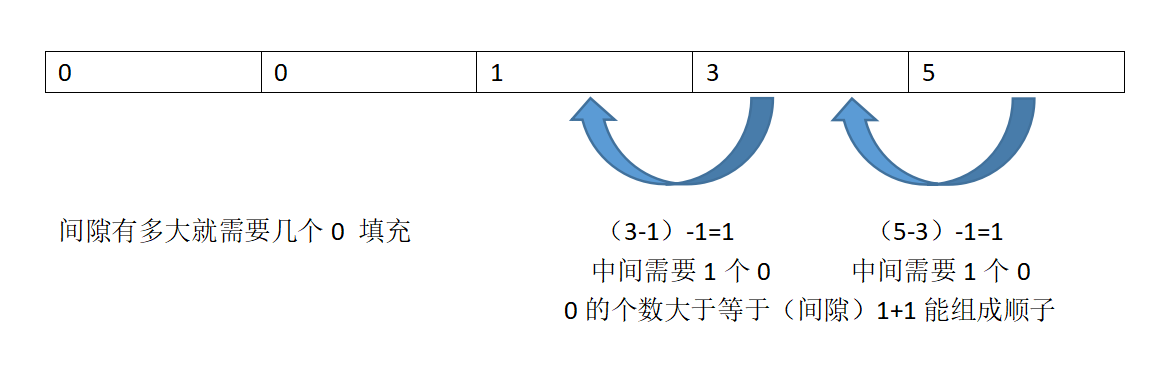 0 0 1 3 5
间隙有多大就需要几个0 填充 （3-1）-1=1 （5-3）-1=1
中间需要1个0 中间需要1个0
0的个数大于等于（间隙）1+1能组成顺子